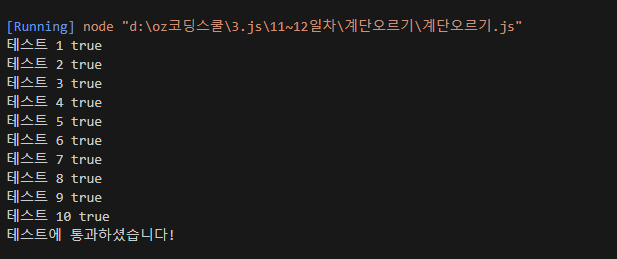 [Running] node "d:\oz코딩스쿨\3.js\11~12일차\계단오르기\계단오르기.js"
테스트 1 true
테스트 2 true
테스트 3 true
테스트 4 true
테스트 5 true
테스트 6 true
테스트 7 true
테스트 8 true
테스트 9 true
테스트 10 true
테스트에 통과하셨습니다!